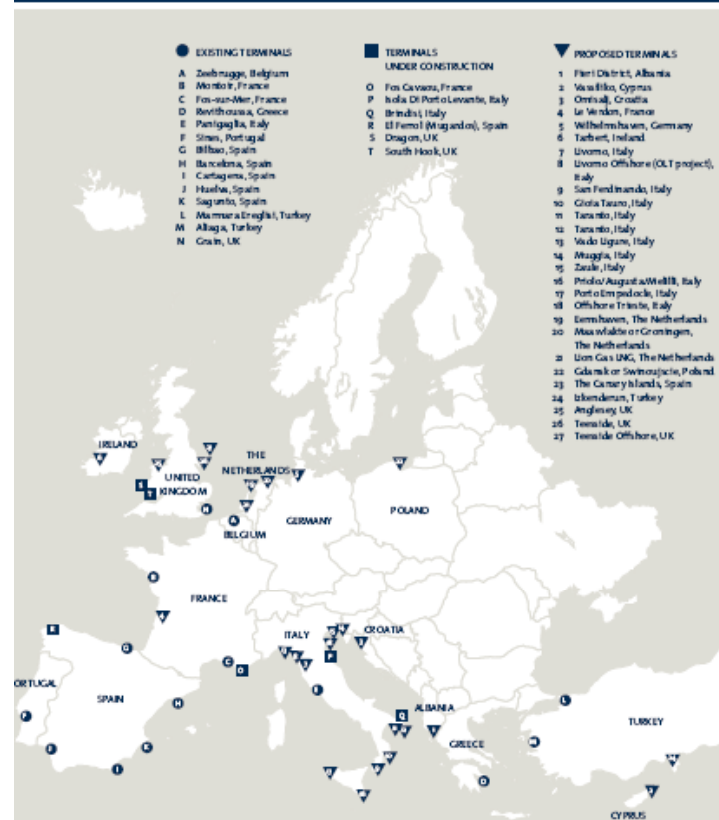 EXISTING TERMINALS
A Zeebrugge, Belgium
B Montoir, France
C Fos-sur-Mer, France
D Revithoussa, Greece
E Panigaglia, Italy
F Sines, Portugal
G Bilbao, Spain
H Barcelona, Spain
I Cartagena, Spain
J Huelva, Spain
K Sagunto, Spain
L Marmara Ereglisi, Turkey
M Aliaga, Turkey
N Grain, UK
TERMINALS
UNDER CONSTRUCTION
O Fos Cavaou, France
P Isola Di Porto Levante, Italy
Q Brindisi, Italy
R El Ferrol (Mugardos), Spain
S Dragon, UK
T South Hook, UK
PROPOSED TERMINALS
1 Fieri District, Albania
2 Vassiliko, Cyprus
3 Omisalj, Croatia
4 Le Verdon, France
5 Wilhelmshaven, Germany
6 Tarbert, Ireland
7 Livorno, Italy
8 Livorno Offshore (OLT project),
Italy
9 San Ferdinando, Italy
10 Gioia Tauro, Italy
11 Taranto, Italy
12 Taranto, Italy
13 Vado Ligure, Italy
14 Muggia, Italy
15 Zaule, Italy
16 Priolo/Augusta/Melilli, Italy
17 Porto Empedocle, Italy
18 Offshore Trieste, Italy
19 Eemshaven, The Netherlands
20 Maasvlakte or Groningen,
The Netherlands
21 Lion Gas LNG, The Netherlands
22 Gdansk or Swinoujscie, Poland
23 The Canary Islands, Spain
24 Iskenderun, Turkey
25 Anglesey, UK
26 Teesside, UK
27 Teesside Offshore, UK
IRELAND
UNITED
KINGDOM
THE
NETHERLANDS
BELGIUM
GERMANY
POLAND
FRANCE
ITALY
CROATIA
ORTUGAL
SPAIN
ALBANIA
GREECE
TURKEY
CYPRUS